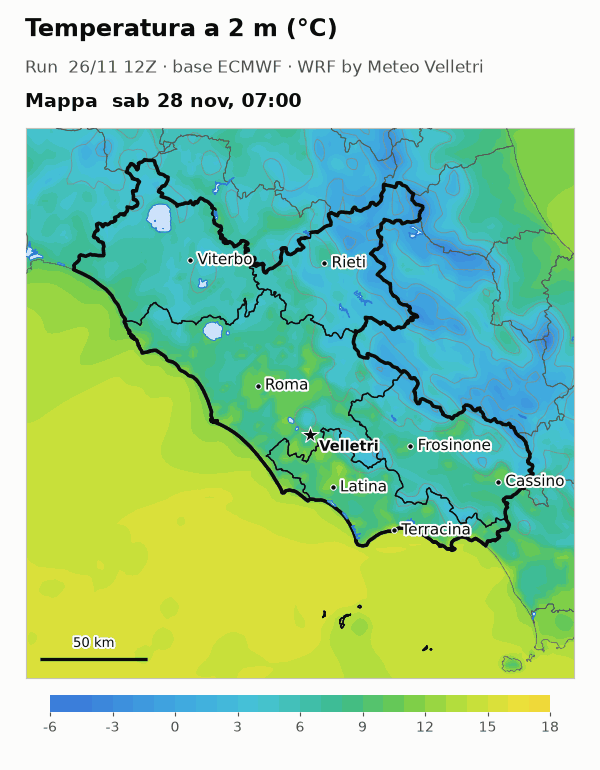 Temperatura a 2 m (°C)
Run  26/11 12Z · base ECMWF · WRF by Meteo Velletri
Mappa  sab 28 nov, 07:00
Viterbo
Rieti
Roma
Velletri
Frosinone
Cassino
Latina
Terracina
50 km
-6 -3 0 3 6 9 12 15 18